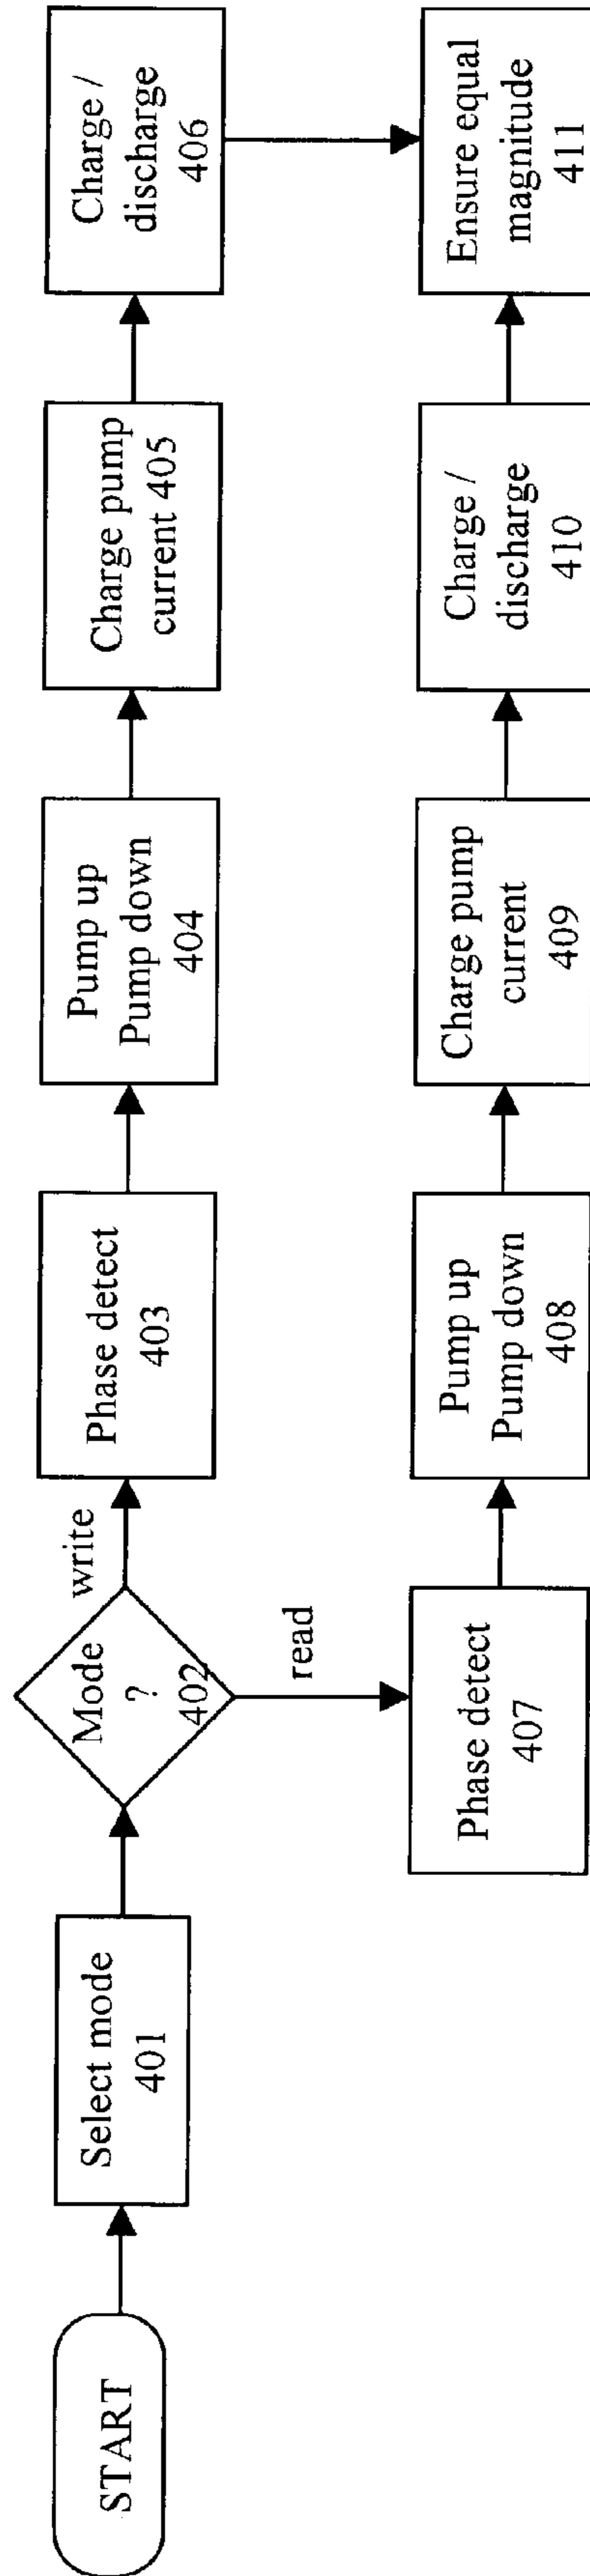 START
Select mode
401
Mode
?
402
write
read
Phase detect
403
Pump up
Pump down
404
Charge pump
current 405
Charge /
discharge
406
Phase detect
407
Pump up
Pump down
408
Charge pump
current
409
Charge /
discharge
410
Ensure equal
magnitude
411